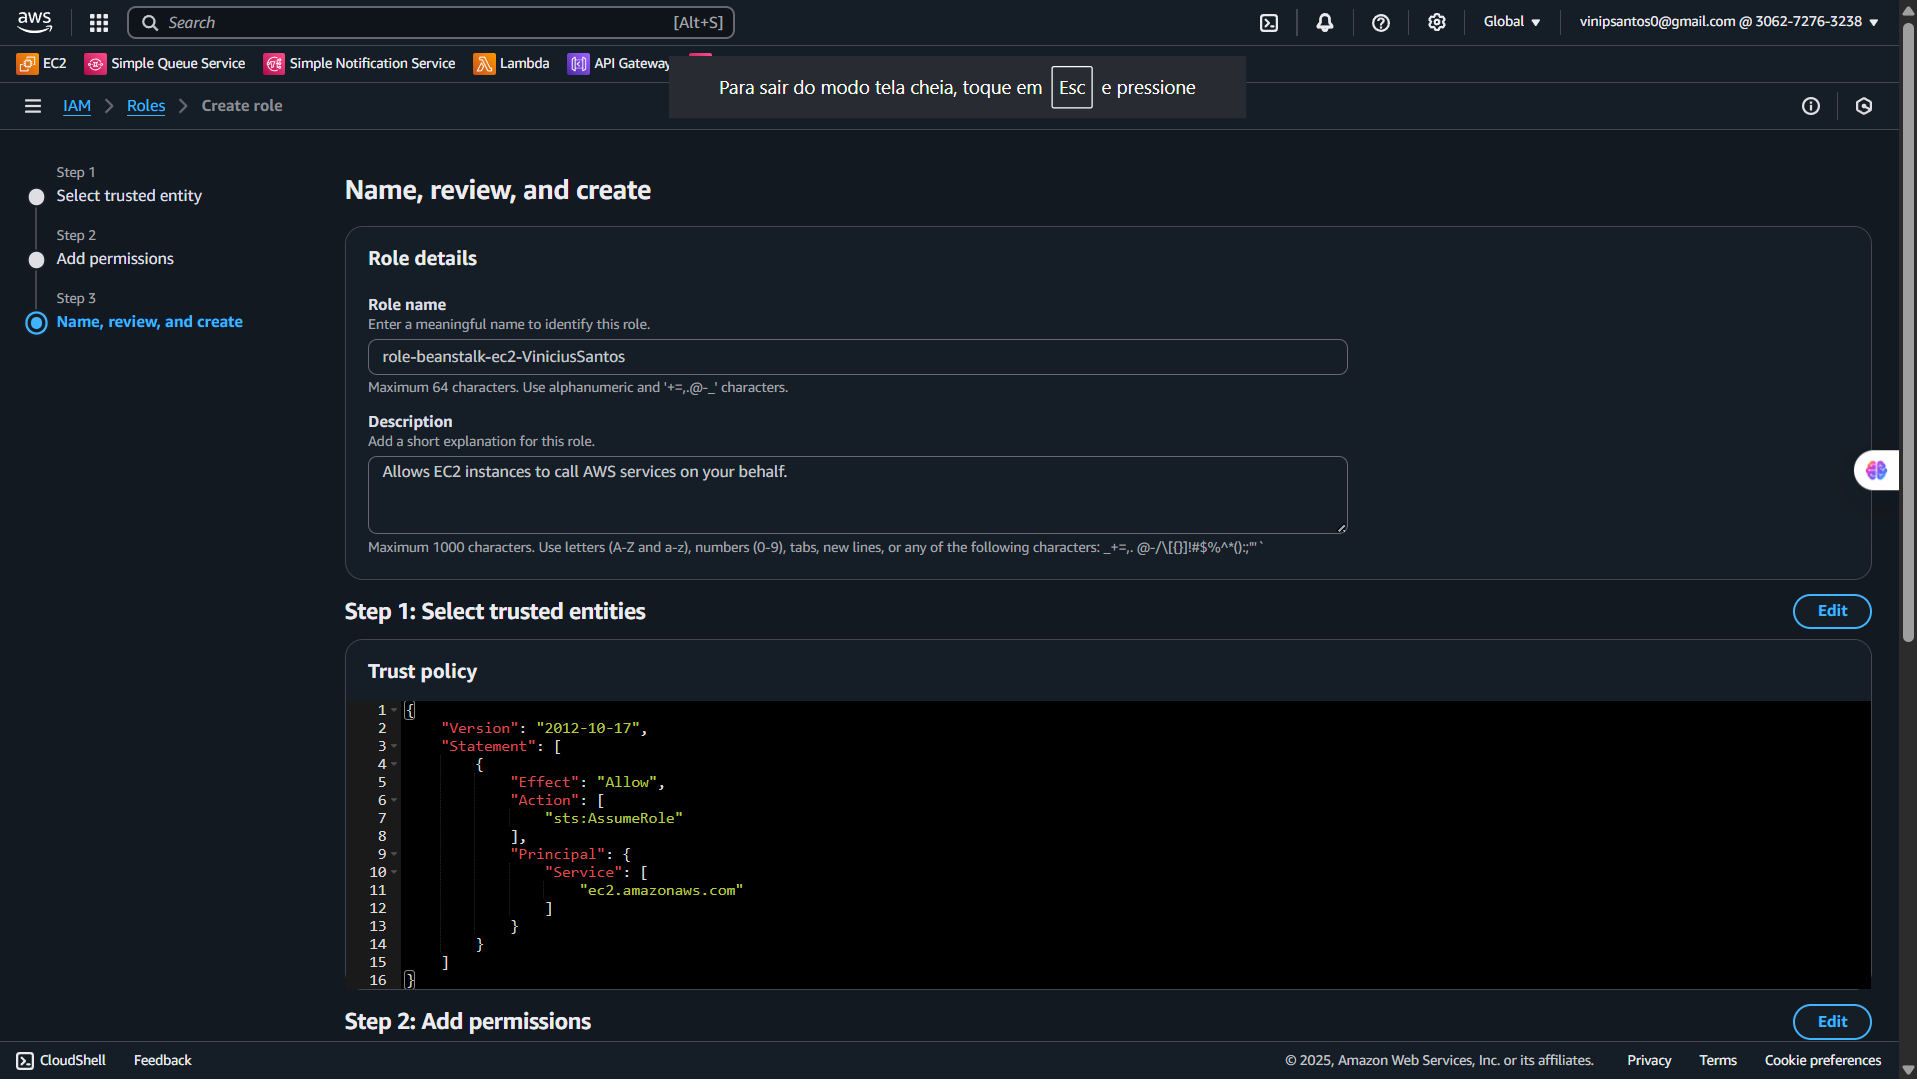 aws
Search [Alt+S]
Global
vinipsantos0@gmail.com @ 3062-7276-3238
EC2
Simple Queue Service
Simple Notification Service
Lambda
API Gateway
Para sair do modo tela cheia, toque em Esc e pressione
IAM
Roles
Create role
Step 1
Select trusted entity
Step 2
Add permissions
Step 3
Name, review, and create
Name, review, and create
Role details
Role name
Enter a meaningful name to identify this role.
role-beanstalk-ec2-ViniciusSantos
Maximum 64 characters. Use alphanumeric and '+=,.@-_' characters.
Description
Add a short explanation for this role.
Allows EC2 instances to call AWS services on your behalf.
Maximum 1000 characters. Use letters (A-Z and a-z), numbers (0-9), tabs, new lines, or any of the following characters: _+=,. @-/\[{}]!#$%^*();:"'`
Step 1: Select trusted entities
Edit
Trust policy
1 {
2 "Version": "2012-10-17",
3 "Statement": [
4 {
5 "Effect": "Allow",
6 "Action": [
7 "sts:AssumeRole"
8 ],
9 "Principal": {
10 "Service": [
11 "ec2.amazonaws.com"
12 ]
13 }
14 }
15 ]
16 }
Step 2: Add permissions
Edit
CloudShell
Feedback
© 2025, Amazon Web Services, Inc. or its affiliates.
Privacy
Terms
Cookie preferences